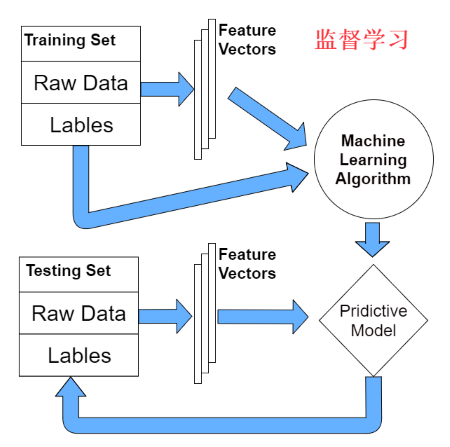 监督学习
Training Set
Raw Data
Lables
Feature
Vectors
Machine
Learning
Algorithm
Testing Set
Raw Data
Lables
Feature
Vectors
Pridictive
Model